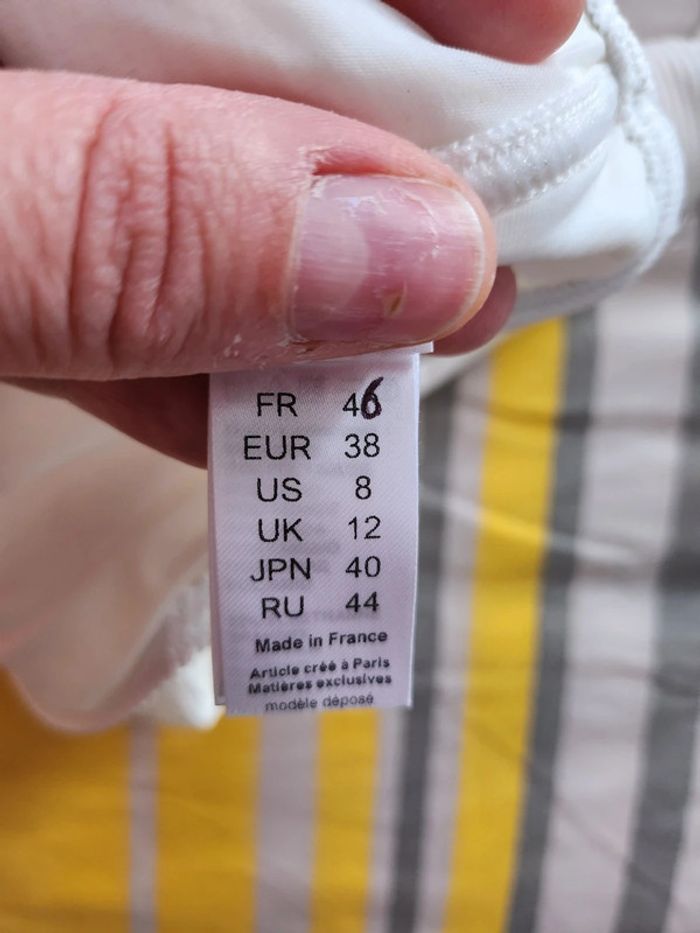 FR 46
EUR 38
US 8
UK 12
JPN 40
RU 44
Made in France
Article créé à Paris
Matières exclusives
modèle déposé